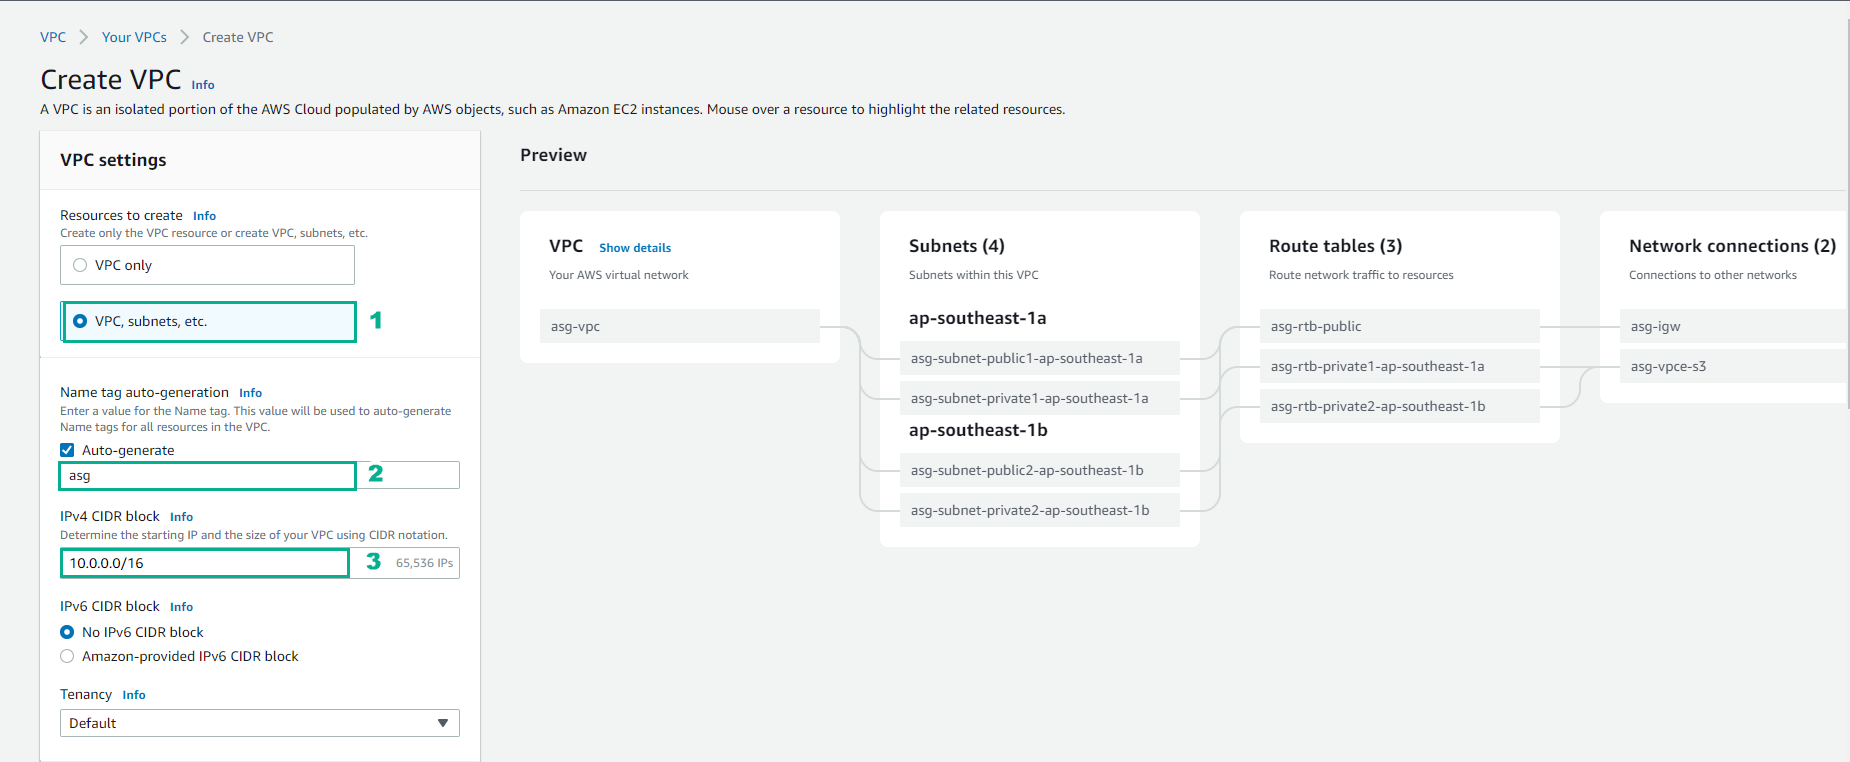 VPC > Your VPCs > Create VPC
Create VPC Info
A VPC is an isolated portion of the AWS Cloud populated by AWS objects, such as Amazon EC2 instances. Mouse over a resource to highlight the related resources.
VPC settings
Resources to create Info
Create only the VPC resource or create VPC, subnets, etc.
VPC only
VPC, subnets, etc.
1
Name tag auto-generation Info
Enter a value for the Name tag. This value will be used to auto-generate
Name tags for all resources in the VPC.
Auto-generate
asg
2
IPv4 CIDR block Info
Determine the starting IP and the size of your VPC using CIDR notation.
10.0.0.0/16
3
65,536 IPs
IPv6 CIDR block Info
No IPv6 CIDR block
Amazon-provided IPv6 CIDR block
Tenancy Info
Default
Preview
VPC Show details
Your AWS virtual network
asg-vpc
Subnets (4)
Subnets within this VPC
ap-southeast-1a
asg-subnet-public1-ap-southeast-1a
asg-subnet-private1-ap-southeast-1a
ap-southeast-1b
asg-subnet-public2-ap-southeast-1b
asg-subnet-private2-ap-southeast-1b
Route tables (3)
Route network traffic to resources
asg-rtb-public
asg-rtb-private1-ap-southeast-1a
asg-rtb-private2-ap-southeast-1b
Network connections (2)
Connections to other networks
asg-igw
asg-vpce-s3